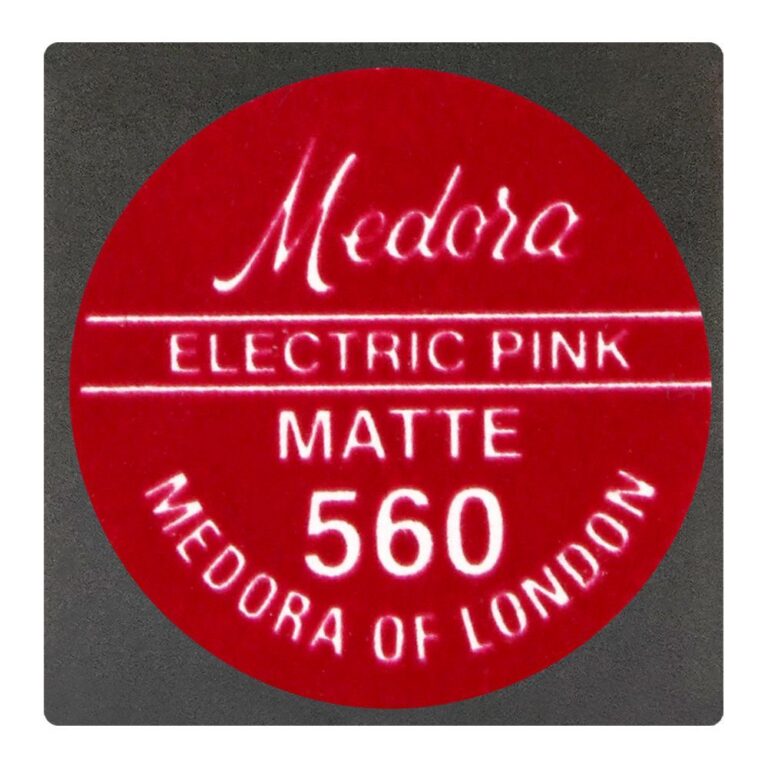 Medora
ELECTRIC PINK
MATTE
560
MEDORA OF LONDON